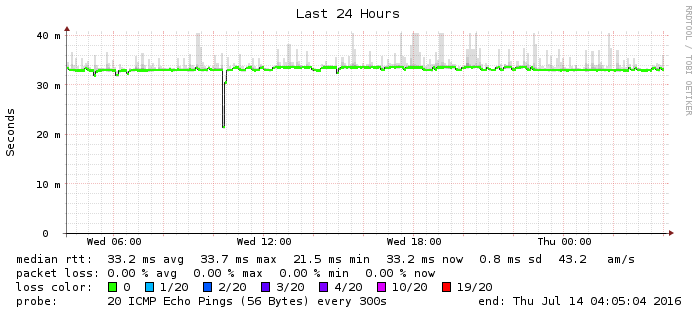 Last 24 Hours
RRDTOOL / TOBI OETIKER
Seconds
40 m
30 m
20 m
10 m
0
Wed 06:00 Wed 12:00 Wed 18:00 Thu 00:00
median rtt: 33.2 ms avg 33.7 ms max 21.5 ms min 33.2 ms now 0.8 ms sd 43.2 am/s
packet loss: 0.00 % avg 0.00 % max 0.00 % min 0.00 % now
loss color: 0 1/20 2/20 3/20 4/20 10/20 19/20
probe: 20 ICMP Echo Pings (56 Bytes) every 300s end: Thu Jul 14 04:05:04 2016